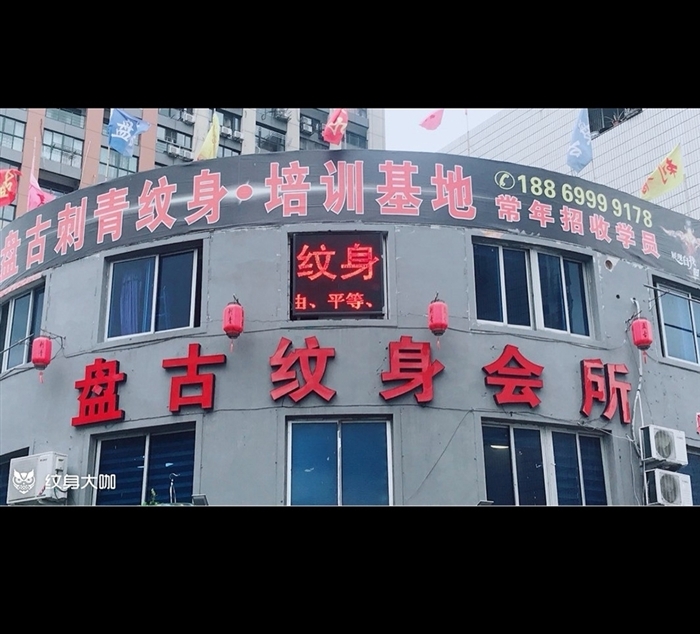 盘古刺青纹身·培训基地
188 6999 9178
常年招收学员
纹身
由、平等、
盘古纹身会所
纹身大咖